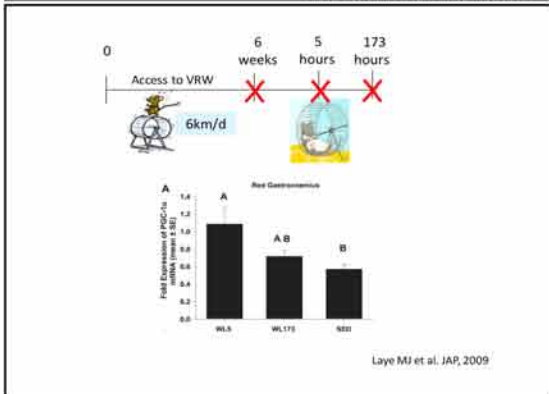 0
6
weeks
5
hours
173
hours
Access to VRW
6km/d
A
Red Gastrocnemius
Fold Expression of PGC-1α
mRNA (mean ± SE)
1.4
1.2
1.0
0.8
0.6
0.4
0.2
0.0
A
A B
B
WL5
WL173
SED
Laye MJ et al. JAP, 2009